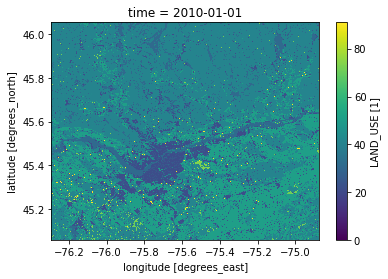 time = 2010-01-01
46.0
45.8
45.6
45.4
45.2
latitude [degrees_north]
−76.2 −76.0 −75.8 −75.6 −75.4 −75.2 −75.0
longitude [degrees_east]
80
60
40
20
0
LAND_USE [1]